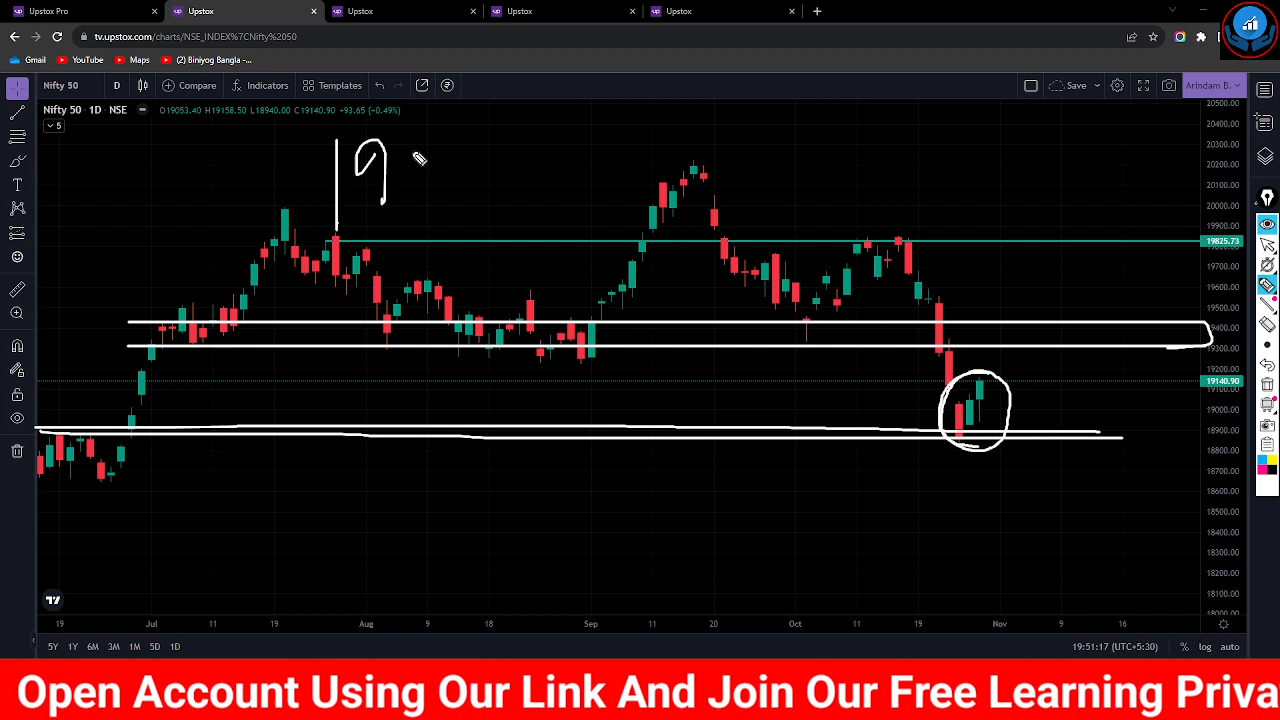 Upstox Pro
Upstox
Upstox
Upstox
Upstox
tv.upstox.com/charts/NSE_INDEX%7CNifty%2050
Gmail
YouTube
Maps
(2) Biniyog Bangla -...
Nifty 50
D
Compare
Indicators
Templates
Save
Arindam B.
Nifty 50 · 1D · NSE
O19053.40 H19158.50 L18940.00 C19140.90 +93.65 (+0.49%)
5
19
20500.00
20400.00
20300.00
20200.00
20100.00
20000.00
19900.00
19825.73
19700.00
19600.00
19500.00
19400.00
19300.00
19200.00
19140.90
19100.00
19000.00
18900.00
18800.00
18700.00
18600.00
18500.00
18400.00
18300.00
18200.00
18100.00
18000.00
19 Jul 11 19 Aug 9 18 Sep 11 20 Oct 11 19 Nov 9 16
5Y 1Y 6M 3M 1M 5D 1D
19:51:17 (UTC+5:30)
% log auto
Open Account Using Our Link And Join Our Free Learning Priva